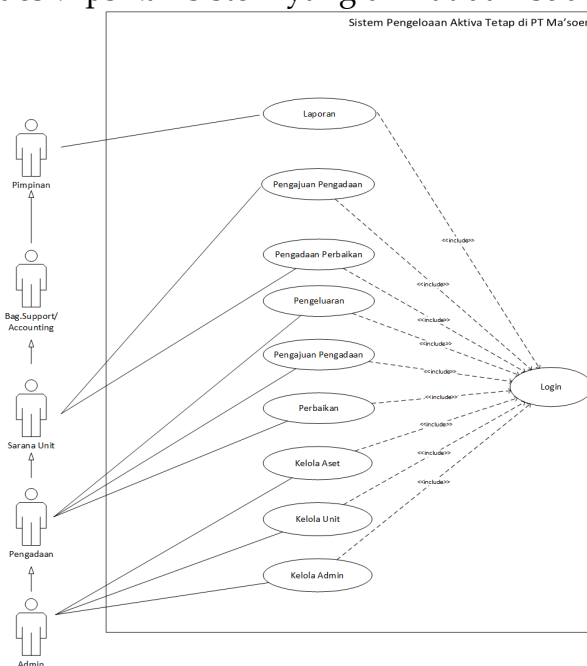 Sistem Pengeloaan Aktiva Tetap di PT Ma'soe
Laporan
Pimpinan
Pengajuan Pengadaan
<<include>>
Pengadaan Perbaikan
<<include>>
Pengeluaran
Bag.Support/
Accounting
<<include>>
Pengajuan Pengadaan
<<include>>
Login
<<include>>
Perbaikan
<<include>>
Sarana Unit
<<include>>
Kelola Aset
<<include>>
Kelola Unit
Pengadaan
Kelola Admin
Admin